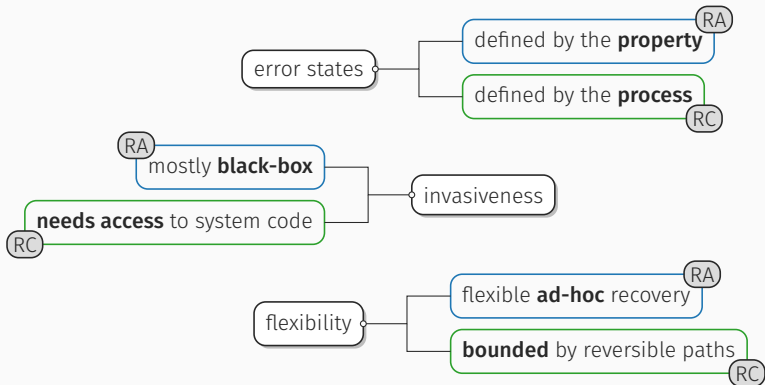 RA
defined by the property
error states
defined by the process
RC
RA
mostly black-box
invasiveness
needs access to system code
RC
RA
flexible ad-hoc recovery
flexibility
bounded by reversible paths
RC